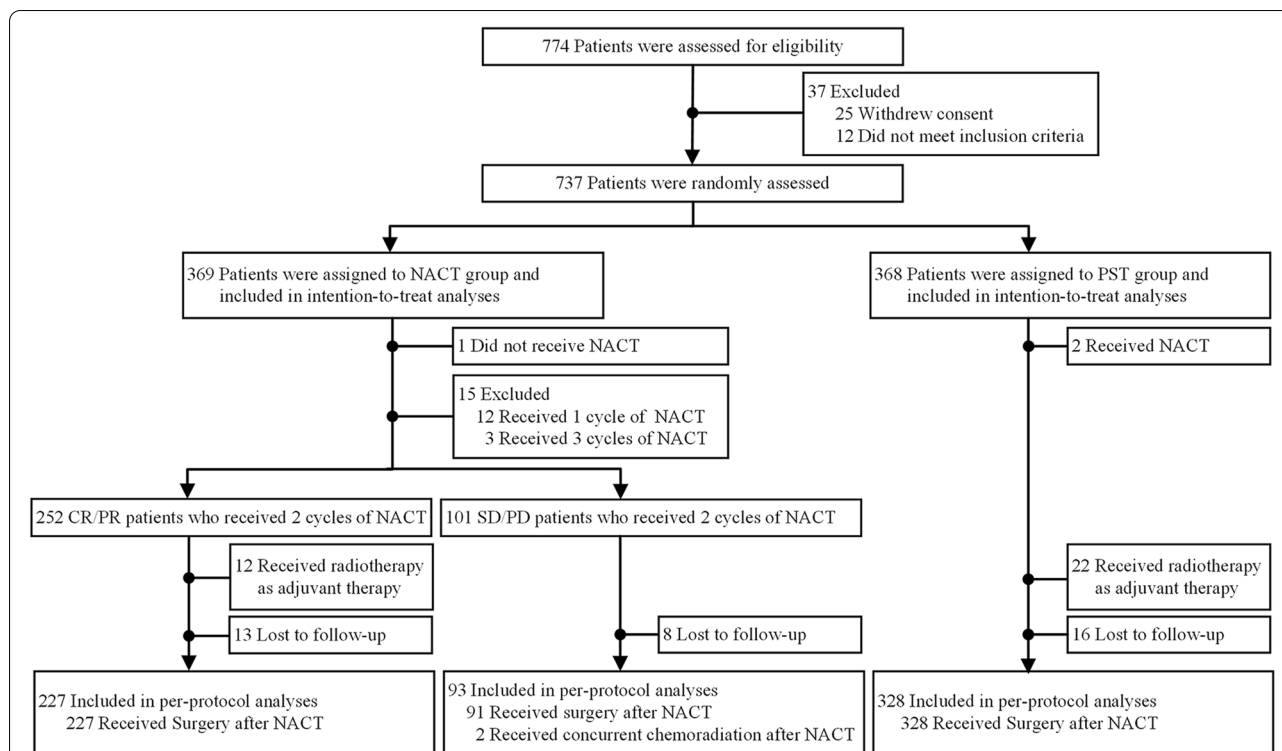 774 Patients were assessed for eligibility
37 Excluded
25 Withdrew consent
12 Did not meet inclusion criteria
737 Patients were randomly assessed
369 Patients were assigned to NACT group and
included in intention-to-treat analyses
368 Patients were assigned to PST group and
included in intention-to-treat analyses
1 Did not receive NACT
2 Received NACT
15 Excluded
12 Received 1 cycle of NACT
3 Received 3 cycles of NACT
252 CR/PR patients who received 2 cycles of NACT
101 SD/PD patients who received 2 cycles of NACT
12 Received radiotherapy
as adjuvant therapy
22 Received radiotherapy
as adjuvant therapy
13 Lost to follow-up
8 Lost to follow-up
16 Lost to follow-up
227 Included in per-protocol analyses
227 Received Surgery after NACT
93 Included in per-protocol analyses
91 Received surgery after NACT
2 Received concurrent chemoradiation after NACT
328 Included in per-protocol analyses
328 Received Surgery after NACT